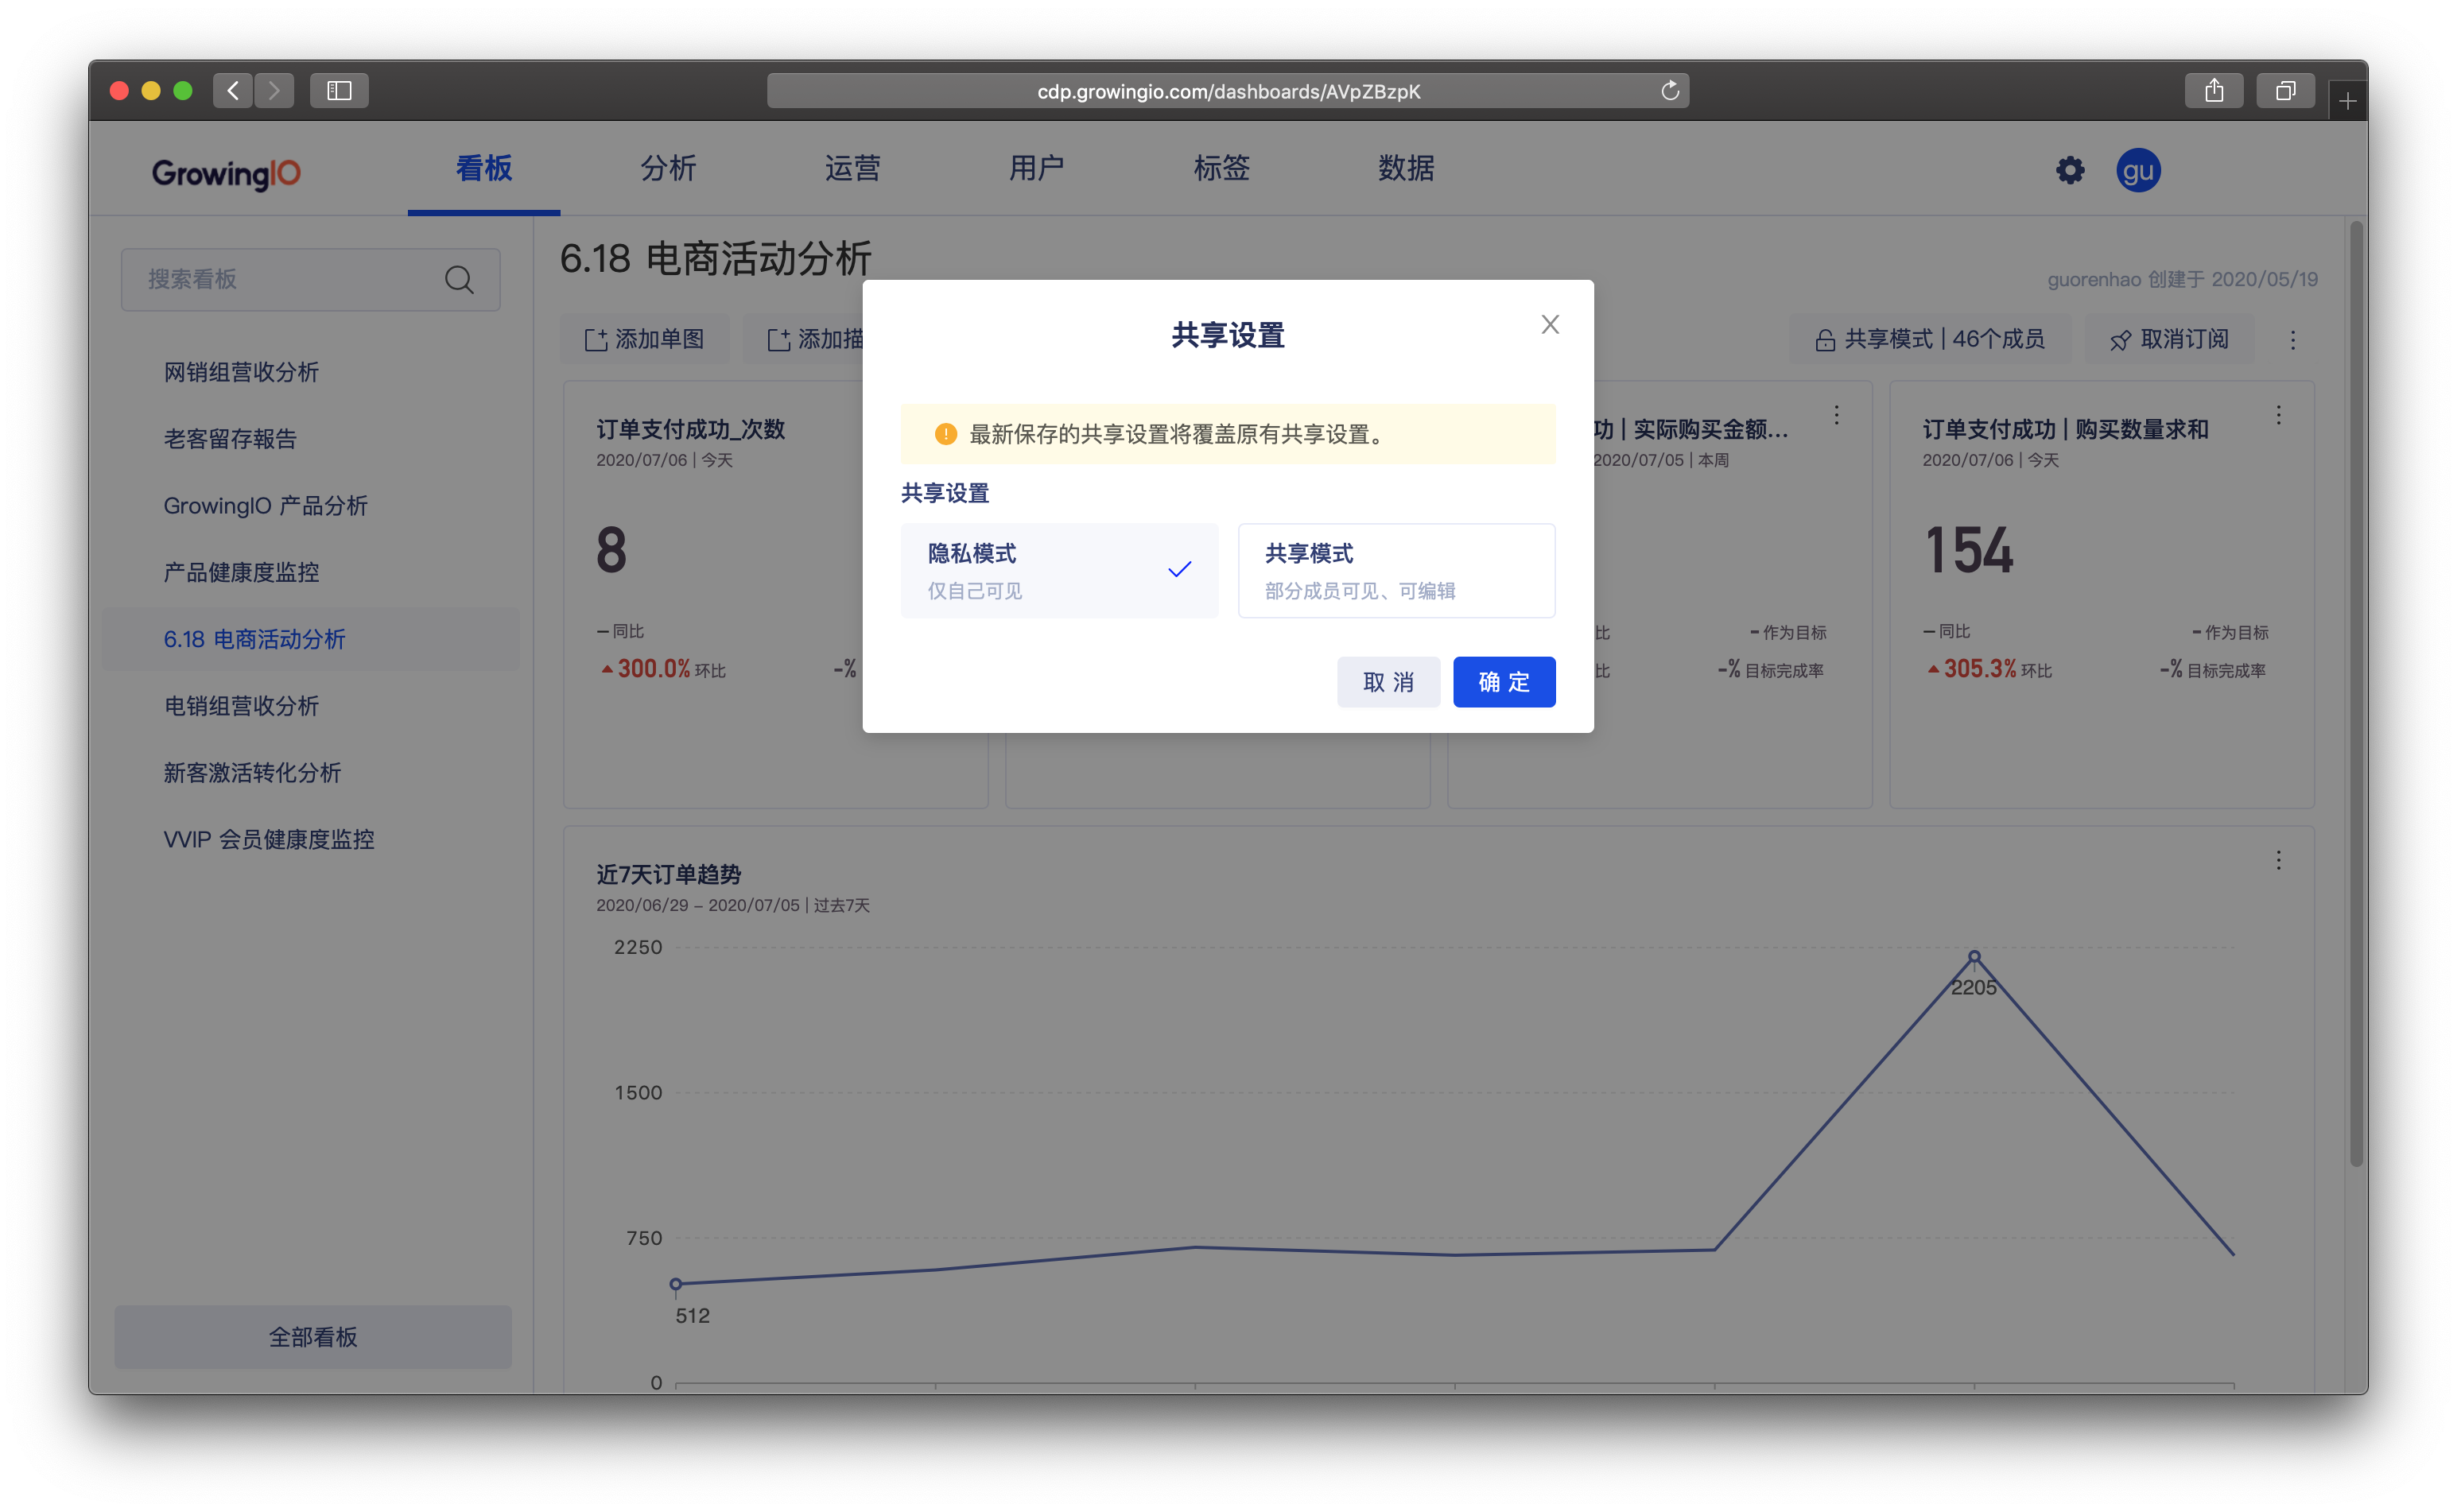 cdp.growingio.com/dashboards/AVpZBzpK
GrowingIO
看板
分析
运营
用户
标签
数据
gu
搜索看板
网销组营收分析
老客留存報告
GrowingIO 产品分析
产品健康度监控
6.18 电商活动分析
电销组营收分析
新客激活转化分析
VVIP 会员健康度监控
全部看板
6.18 电商活动分析
guorenhao 创建于 2020/05/19
添加单图
添加描
共享模式 | 46个成员
取消订阅
订单支付成功_次数
2020/07/06 | 今天
8
– 同比
300.0% 环比
-%
共享设置
最新保存的共享设置将覆盖原有共享设置。
共享设置
隐私模式
仅自己可见
共享模式
部分成员可见、可编辑
取 消
确 定
功 | 实际购买金额...
2020/07/05 | 本周
比
- 作为目标
比
-% 目标完成率
订单支付成功 | 购买数量求和
2020/07/06 | 今天
154
– 同比
- 作为目标
305.3% 环比
-% 目标完成率
近7天订单趋势
2020/06/29 – 2020/07/05 | 过去7天
2250
2205
1500
750
512
0